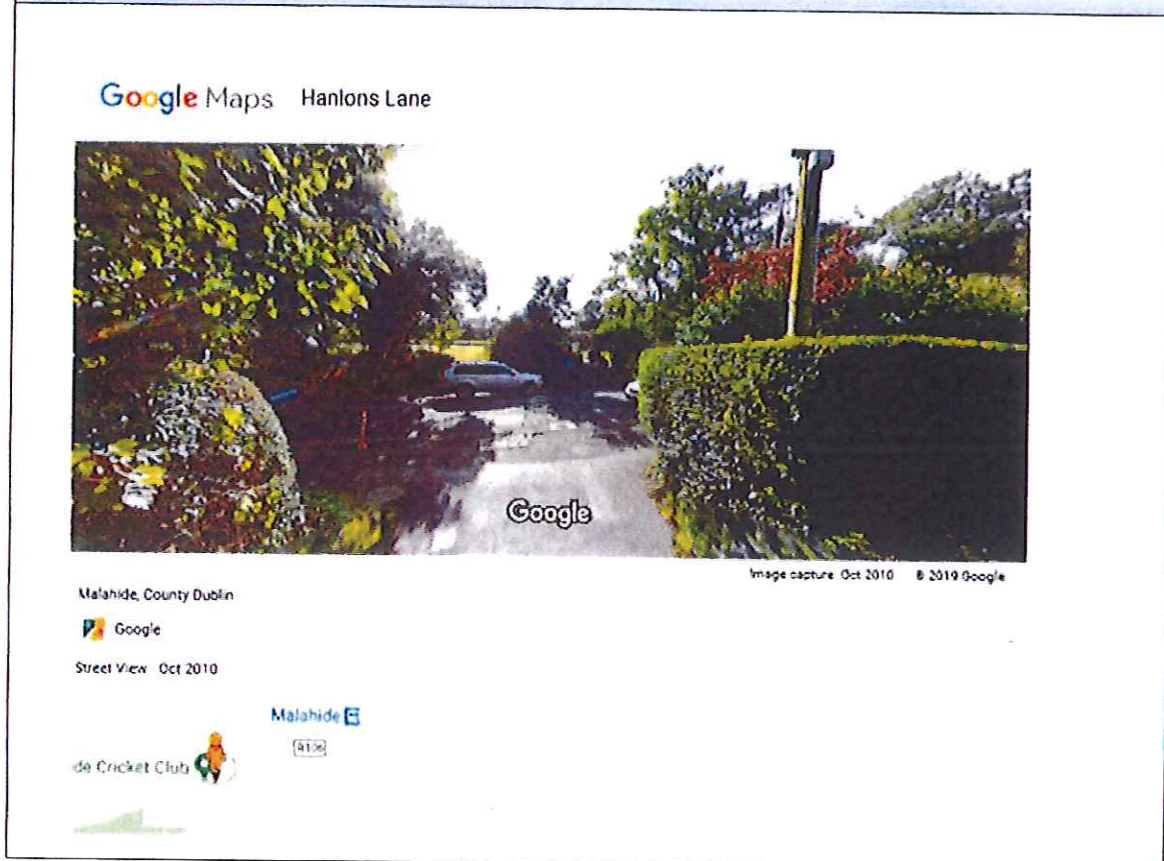 Google Maps Hanlons Lane
Google
Image capture: Oct 2010 © 2019 Google
Malahide, County Dublin
Google
Street View Oct 2010
Malahide
R106
de Cricket Club